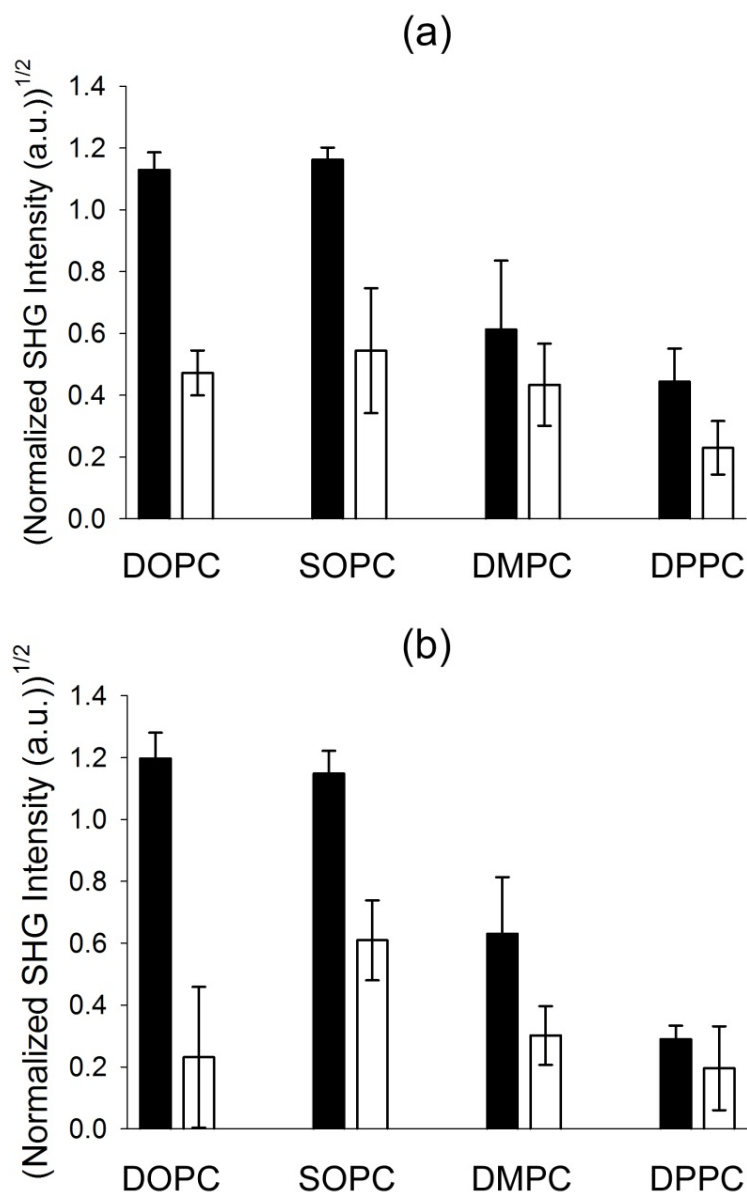 (a)
(Normalized SHG Intensity (a.u.))^1/2
1.4
1.2
1.0
0.8
0.6
0.4
0.2
0.0
DOPC SOPC DMPC DPPC
(b)
(Normalized SHG Intensity (a.u.))^1/2
1.4
1.2
1.0
0.8
0.6
0.4
0.2
0.0
DOPC SOPC DMPC DPPC